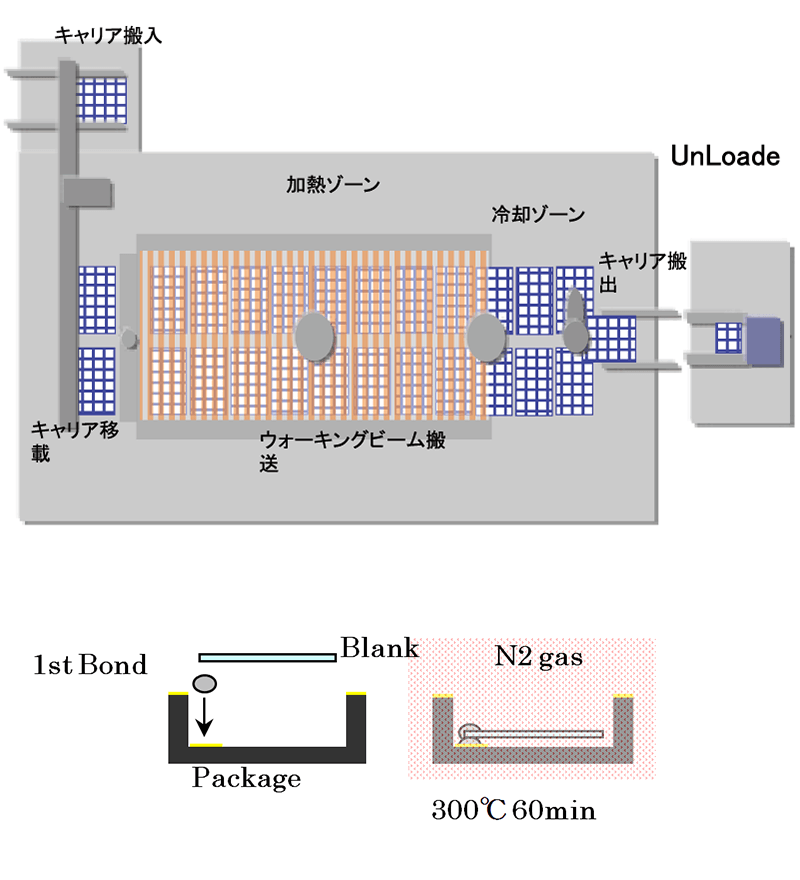 キャリア搬入
UnLoade
加熱ゾーン
冷却ゾーン
キャリア搬
出
キャリア移
載
ウォーキングビーム搬
送
1st Bond
Blank
N2 gas
Package
300℃ 60min